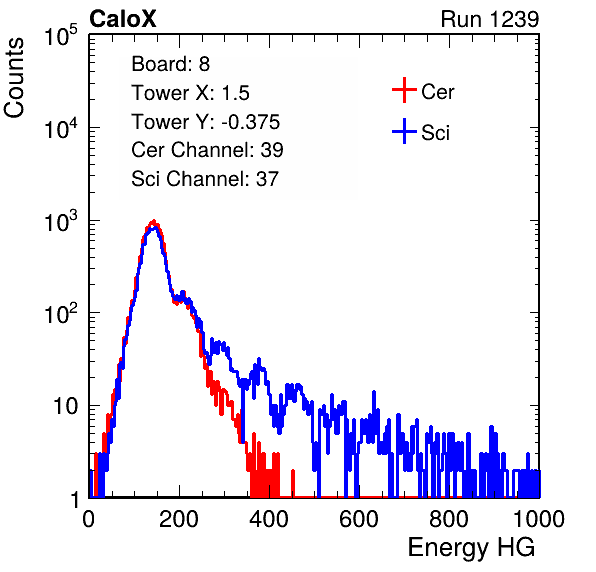 CaloX Run 1239
10^5
Counts
Board: 8
Tower X: 1.5
Tower Y: -0.375
Cer Channel: 39
Sci Channel: 37
Cer
Sci
10^4
10^3
10^2
10
1
0 200 400 600 800 1000
Energy HG